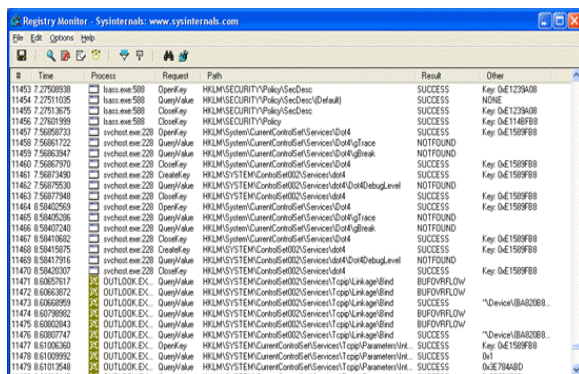 Registry Monitor - Sysinternals: www.sysinternals.com
File Edit Options Help
# Time Process Request Path Result Other
11453 7.27508938 lsass.exe:588 OpenKey HKLM\SECURITY\Policy\SecDesc SUCCESS Key: 0xE1239A08
11454 7.27511035 lsass.exe:588 QueryValue HKLM\SECURITY\Policy\SecDesc\(Default) SUCCESS NONE
11455 7.27513675 lsass.exe:588 CloseKey HKLM\SECURITY\Policy\SecDesc SUCCESS Key: 0xE1239A08
11456 7.27601999 lsass.exe:588 CloseKey HKLM\SECURITY\Policy SUCCESS Key: 0xE114BFB8
11457 7.56858733 svchost.exe:228 OpenKey HKLM\System\CurrentControlSet\Services\Dot4 SUCCESS Key: 0xE1589FB8
11458 7.56861722 svchost.exe:228 QueryValue HKLM\System\CurrentControlSet\Services\Dot4\gTrace NOTFOUND
11459 7.56863947 svchost.exe:228 QueryValue HKLM\System\CurrentControlSet\Services\Dot4\gBreak NOTFOUND
11460 7.56867970 svchost.exe:228 CloseKey HKLM\System\CurrentControlSet\Services\Dot4 SUCCESS Key: 0xE1589FB8
11461 7.56873490 svchost.exe:228 CreateKey HKLM\SYSTEM\ControlSet002\Services\dot4 SUCCESS Key: 0xE1589FB8
11462 7.56875530 svchost.exe:228 QueryValue HKLM\SYSTEM\ControlSet002\Services\dot4\Dot4DebugLevel NOTFOUND
11463 7.56877948 svchost.exe:228 CloseKey HKLM\SYSTEM\ControlSet002\Services\dot4 SUCCESS Key: 0xE1589FB8
11464 8.58402569 svchost.exe:228 OpenKey HKLM\System\CurrentControlSet\Services\Dot4 SUCCESS Key: 0xE1589FB8
11465 8.58405286 svchost.exe:228 QueryValue HKLM\System\CurrentControlSet\Services\Dot4\gTrace NOTFOUND
11466 8.58407240 svchost.exe:228 QueryValue HKLM\System\CurrentControlSet\Services\Dot4\gBreak NOTFOUND
11467 8.58410682 svchost.exe:228 CloseKey HKLM\System\CurrentControlSet\Services\Dot4 SUCCESS Key: 0xE1589FB8
11468 8.58415875 svchost.exe:228 CreateKey HKLM\SYSTEM\ControlSet002\Services\dot4 SUCCESS Key: 0xE1589FB8
11469 8.58417916 svchost.exe:228 QueryValue HKLM\SYSTEM\ControlSet002\Services\dot4\Dot4DebugLevel NOTFOUND
11470 8.58420307 svchost.exe:228 CloseKey HKLM\SYSTEM\ControlSet002\Services\dot4 SUCCESS Key: 0xE1589FB8
11471 8.60657617 OUTLOOK.EX... QueryValue HKLM\SYSTEM\ControlSet002\Services\Tcpip\Linkage\Bind BUFOVRFLOW
11472 8.60663872 OUTLOOK.EX... QueryValue HKLM\SYSTEM\ControlSet002\Services\Tcpip\Linkage\Bind BUFOVRFLOW
11473 8.60668959 OUTLOOK.EX... QueryValue HKLM\SYSTEM\ControlSet002\Services\Tcpip\Linkage\Bind SUCCESS "\Device\{BA820B8...
11474 8.60798982 OUTLOOK.EX... QueryValue HKLM\SYSTEM\ControlSet002\Services\Tcpip\Linkage\Bind BUFOVRFLOW
11475 8.60802843 OUTLOOK.EX... QueryValue HKLM\SYSTEM\ControlSet002\Services\Tcpip\Linkage\Bind BUFOVRFLOW
11476 8.60807747 OUTLOOK.EX... QueryValue HKLM\SYSTEM\ControlSet002\Services\Tcpip\Linkage\Bind SUCCESS "\Device\{BA820B8...
11477 8.61006360 OUTLOOK.EX... OpenKey HKLM\SYSTEM\CurrentControlSet\Services\Tcpip\Parameters\Int... SUCCESS Key: 0xE1589FB8
11478 8.61009992 OUTLOOK.EX... QueryValue HKLM\SYSTEM\CurrentControlSet\Services\Tcpip\Parameters\Int... SUCCESS 0x1
11479 8.61013548 OUTLOOK.EX... QueryValue HKLM\SYSTEM\CurrentControlSet\Services\Tcpip\Parameters\Int... SUCCESS 0x3E784ABD